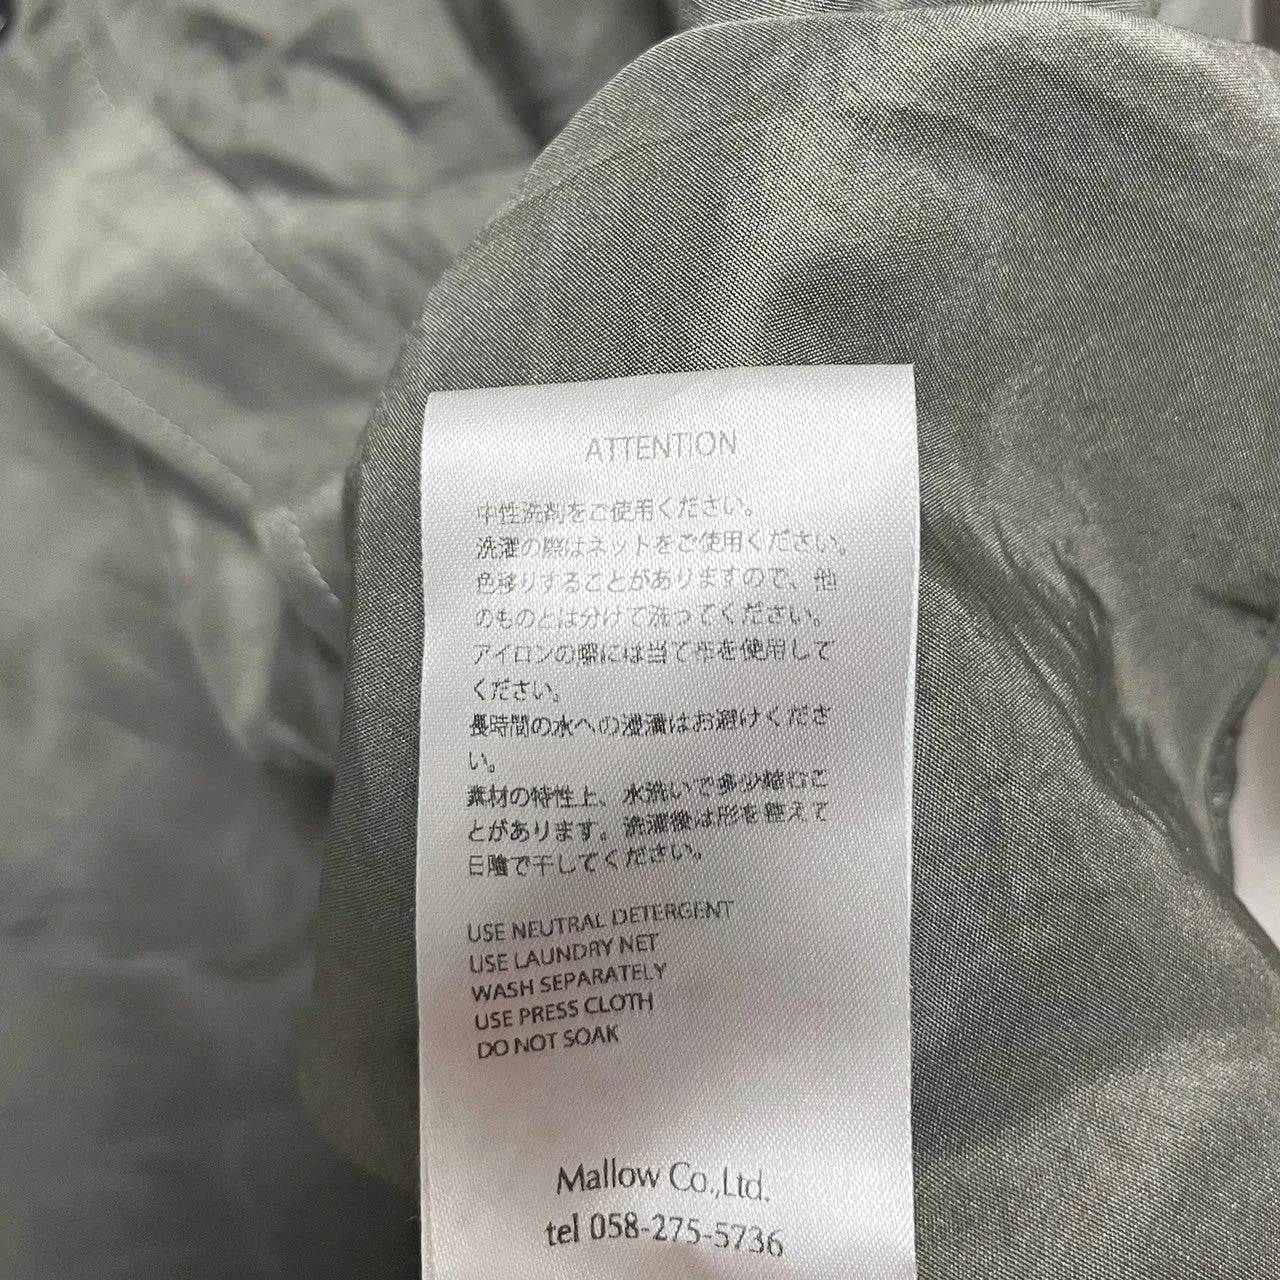 ATTENTION
中性洗剤をご使用ください。
洗濯の際はネットをご使用ください。
色移りすることがありますので、他
のものとは分けて洗ってください。
アイロンの際には当て布を使用して
ください。
長時間の水への浸漬はお避けくださ
い。
素材の特性上、水洗いで多少縮むこ
とがあります。洗濯後は形を整えて
日陰で干してください。
USE NEUTRAL DETERGENT
USE LAUNDRY NET
WASH SEPARATELY
USE PRESS CLOTH
DO NOT SOAK
Mallow Co.,Ltd.
tel 058-275-5736